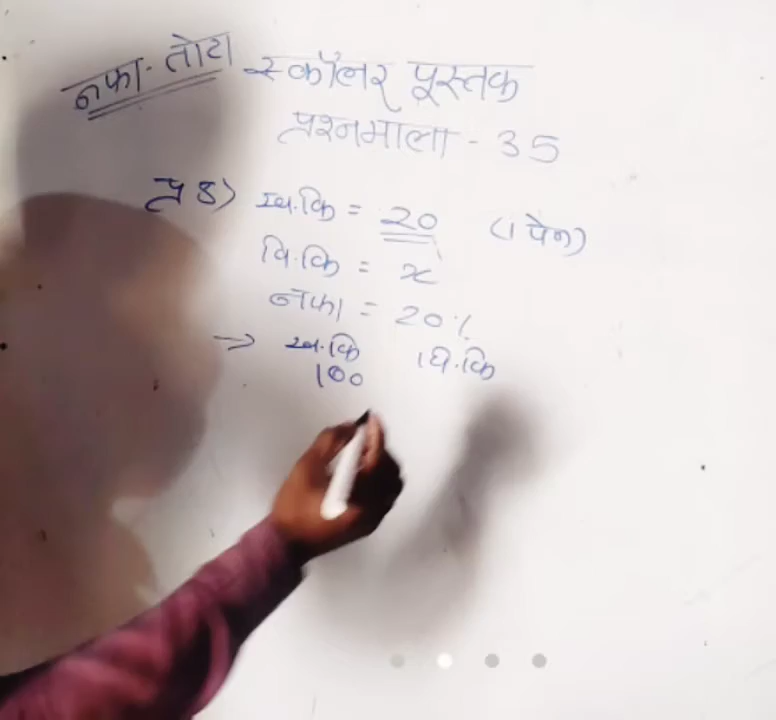 नफा-तोटा स्कॉलर पूस्तक
प्रश्नमाला - 35
प्र 8) ख.कि = 20 (1 पेन)
वि.कि = x
नफा = 20%
→ ख.कि वि.कि
100